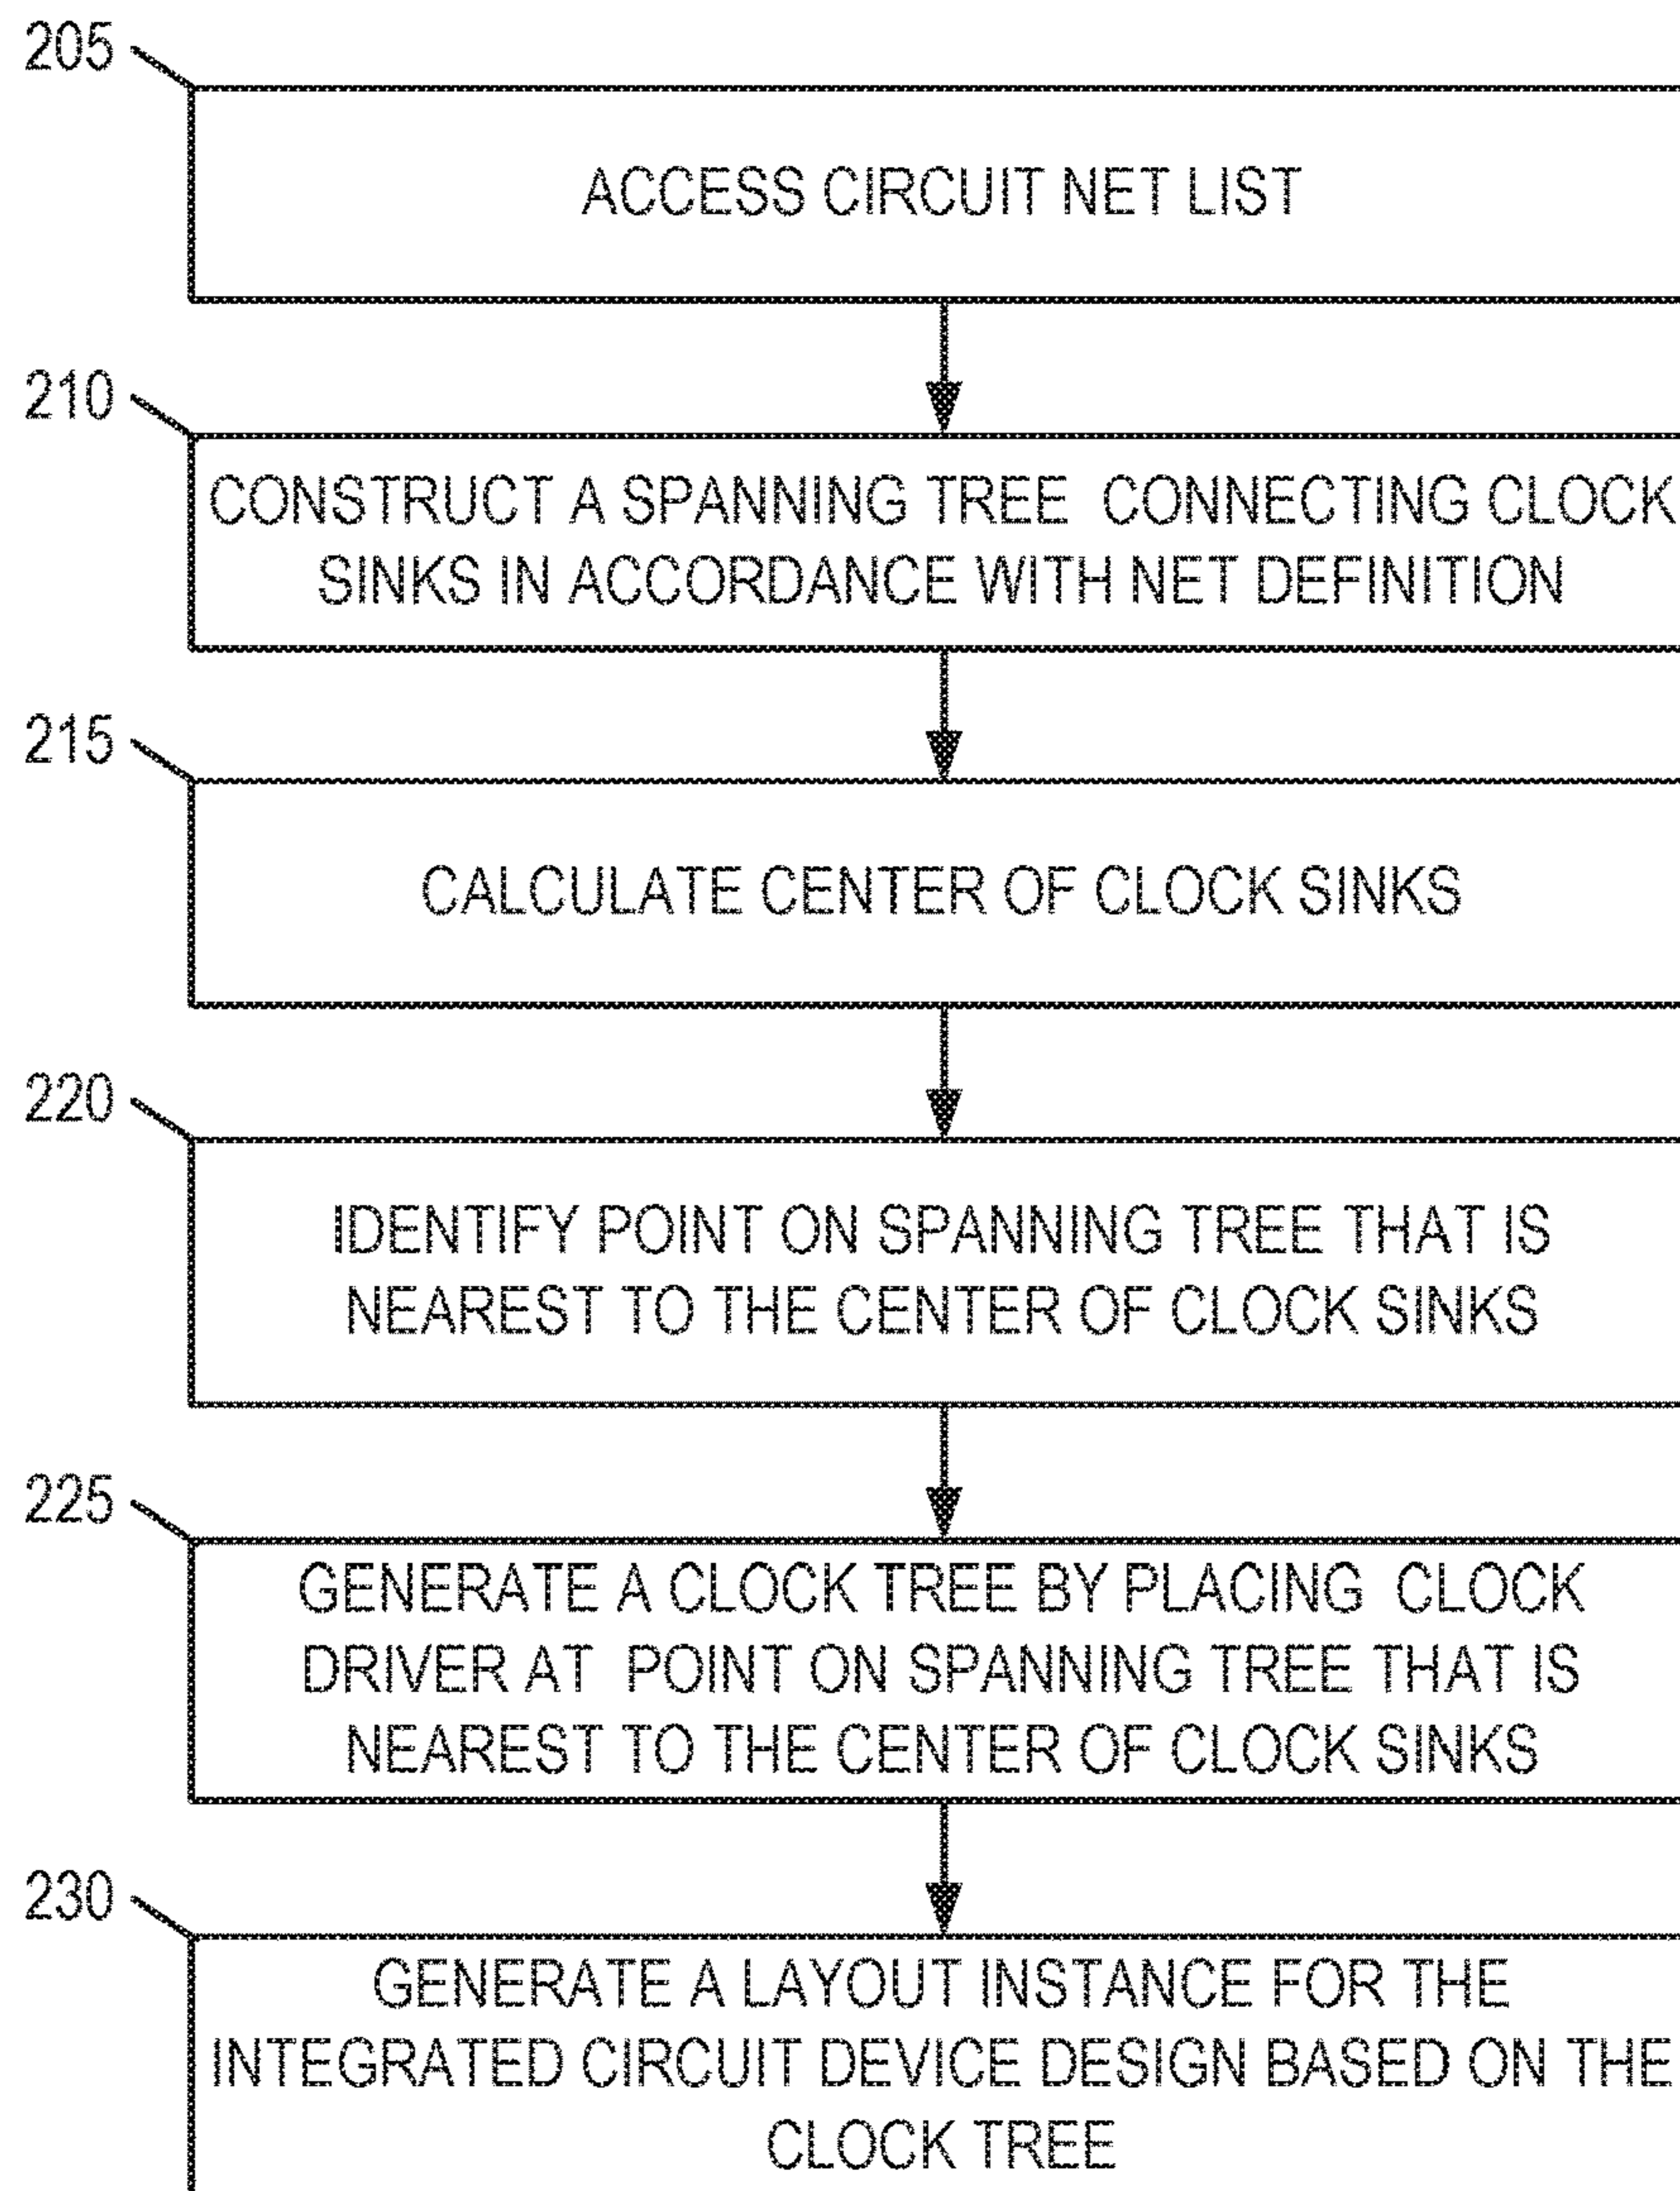 205
ACCESS CIRCUIT NET LIST
210
CONSTRUCT A SPANNING TREE CONNECTING CLOCK
SINKS IN ACCORDANCE WITH NET DEFINITION
215
CALCULATE CENTER OF CLOCK SINKS
220
IDENTIFY POINT ON SPANNING TREE THAT IS
NEAREST TO THE CENTER OF CLOCK SINKS
225
GENERATE A CLOCK TREE BY PLACING CLOCK
DRIVER AT POINT ON SPANNING TREE THAT IS
NEAREST TO THE CENTER OF CLOCK SINKS
230
GENERATE A LAYOUT INSTANCE FOR THE
INTEGRATED CIRCUIT DEVICE DESIGN BASED ON THE
CLOCK TREE